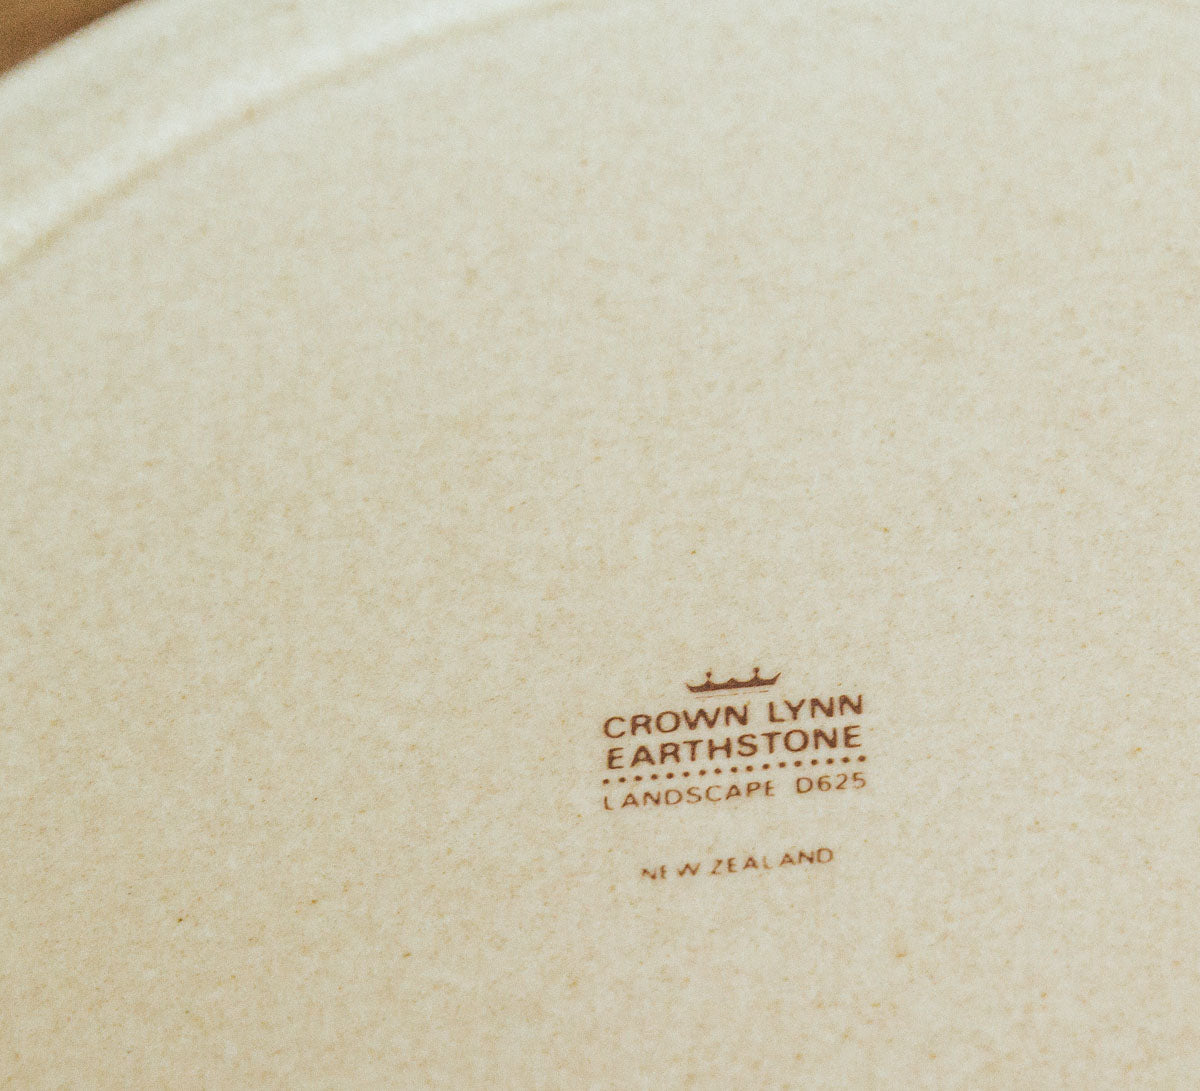 CROWN LYNN
EARTHSTONE
LANDSCAPE D625
NEW ZEALAND